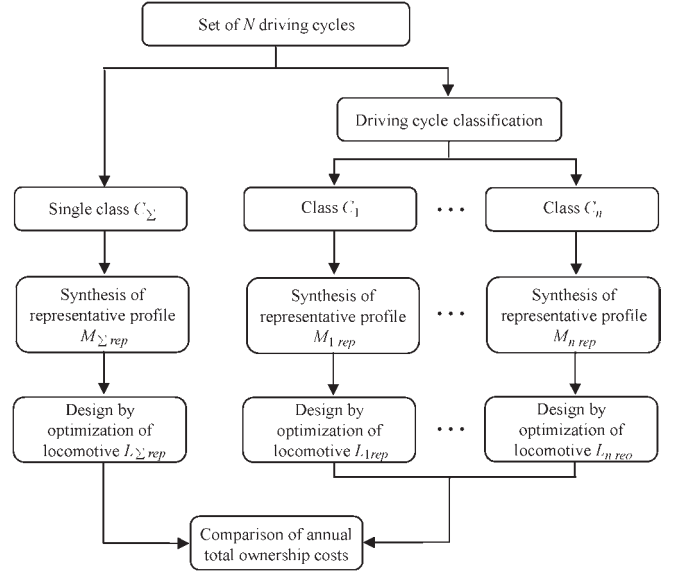 Set of N driving cycles
Driving cycle classification
Single class C∑
Class C1
• • •
Class Cn
Synthesis of
representative profile
M∑ rep
Synthesis of
representative profile
M1 rep
• • •
Synthesis of
representative profile
Mn rep
Design by
optimization of
locomotive L∑ rep
Design by
optimization of
locomotive L1rep
• • •
Design by
optimization of
locomotive Ln reo
Comparison of annual
total ownership costs